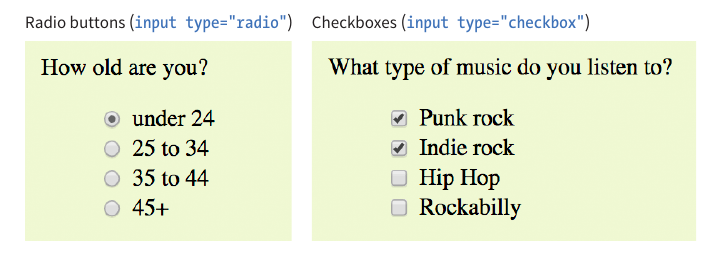 Radio buttons (input type="radio")
How old are you?
under 24
25 to 34
35 to 44
45+
Checkboxes (input type="checkbox")
What type of music do you listen to?
Punk rock
Indie rock
Hip Hop
Rockabilly